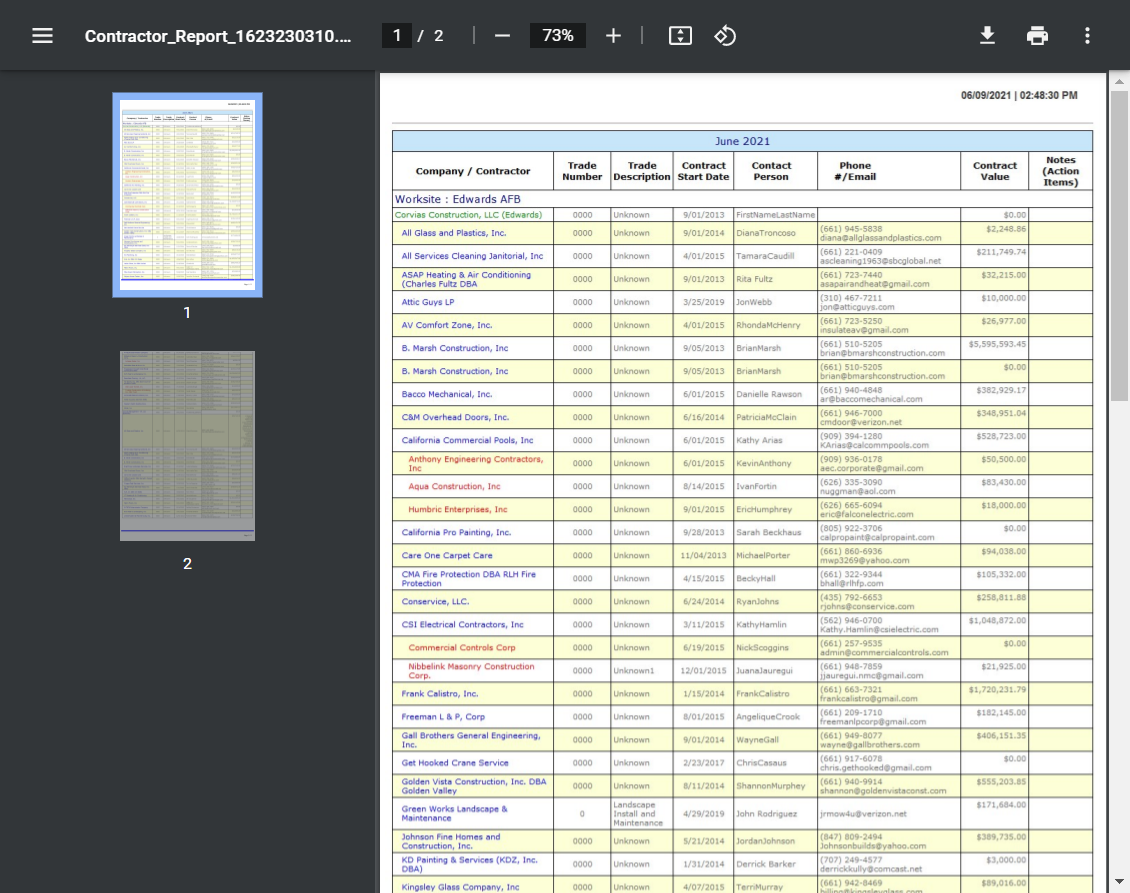 Contractor_Report_1623230310....
1 / 2
73%
1
2
06/09/2021 | 02:48:30 PM
June 2021
Company / Contractor Trade Number Trade Description Contract Start Date Contact Person Phone #/Email Contract Value Notes (Action Items)
Worksite : Edwards AFB
Corvias Construction, LLC (Edwards) 0000 Unknown 9/01/2013 FirstNameLastName $0.00
All Glass and Plastics, Inc. 0000 Unknown 9/01/2014 DianaTroncoso (661) 945-5838 diana@allglassandplastics.com $2,248.86
All Services Cleaning Janitorial, Inc 0000 Unknown 4/01/2015 TamaraCaudill (661) 221-0409 ascleaning1963@sbcglobal.net $211,749.74
ASAP Heating & Air Conditioning (Charles Fultz DBA 0000 Unknown 9/01/2013 Rita Fultz (661) 723-7440 asapairandheat@gmail.com $32,215.00
Attic Guys LP 0000 Unknown 3/25/2019 JonWebb (310) 467-7211 jon@atticguys.com $10,000.00
AV Comfort Zone, Inc. 0000 Unknown 4/01/2015 RhondaMcHenry (661) 723-5250 insulateav@gmail.com $26,977.00
B. Marsh Construction, Inc 0000 Unknown 9/05/2013 BrianMarsh (661) 510-5205 brian@bmarshconstruction.com $5,595,593.45
B. Marsh Construction, Inc 0000 Unknown 9/05/2013 BrianMarsh (661) 510-5205 brian@bmarshconstruction.com $0.00
Bacco Mechanical, Inc. 0000 Unknown 6/01/2015 Danielle Rawson (661) 940-4848 ar@baccomechanical.com $382,929.17
C&M Overhead Doors, Inc. 0000 Unknown 6/16/2014 PatriciaMcClain (661) 946-7000 cmdoor@verizon.net $348,951.04
California Commercial Pools, Inc 0000 Unknown 6/01/2015 Kathy Arias (909) 394-1280 KArias@calcommpools.com $528,723.00
Anthony Engineering Contractors, Inc 0000 Unknown 6/01/2015 KevinAnthony (909) 936-0178 aec.corporate@gmail.com $50,500.00
Aqua Construction, Inc 0000 Unknown 8/14/2015 IvanFortin (626) 335-3090 nuggman@aol.com $83,430.00
Humbric Enterprises, Inc 0000 Unknown 9/01/2015 EricHumphrey (626) 665-6094 eric@falconelectric.com $18,000.00
California Pro Painting, Inc. 0000 Unknown 9/28/2013 Sarah Beckhaus (805) 922-3706 calpropaint@calpropaint.com $0.00
Care One Carpet Care 0000 Unknown 11/04/2013 MichaelPorter (661) 860-6936 mwp3269@yahoo.com $94,038.00
CMA Fire Protection DBA RLH Fire Protection 0000 Unknown 4/15/2015 BeckyHall (661) 322-9344 bhall@rlhfp.com $105,332.00
Conservice, LLC. 0000 Unknown 6/24/2014 RyanJohns (435) 792-6653 rjohns@conservice.com $258,811.88
CSI Electrical Contractors, Inc 0000 Unknown 3/11/2015 KathyHamlin (562) 946-0700 Kathy.Hamlin@csielectric.com $1,048,872.00
Commercial Controls Corp 0000 Unknown 6/19/2015 NickScoggins (661) 257-9535 admin@commercialcontrols.com $0.00
Nibbelink Masonry Construction Corp. 0000 Unknown1 12/01/2015 JuanaJauregui (661) 948-7859 jjauregui.nmc@gmail.com $21,925.00
Frank Calistro, Inc. 0000 Unknown 1/15/2014 FrankCalistro (661) 663-7321 frankcalistro@gmail.com $1,720,231.79
Freeman L & P, Corp 0000 Unknown 8/01/2015 AngeliqueCrook (661) 209-1710 freemanlpcorp@gmail.com $182,145.00
Gall Brothers General Engineering, Inc. 0000 Unknown 9/01/2014 WayneGall (661) 949-8077 wayne@gallbrothers.com $406,151.35
Get Hooked Crane Service 0000 Unknown 2/23/2017 ChrisCasaus (661) 917-6078 chris.gethooked@gmail.com $0.00
Golden Vista Construction, Inc. DBA Golden Valley 0000 Unknown 8/11/2014 ShannonMurphey (661) 940-9914 shannon@goldenvistaconst.com $555,203.85
Green Works Landscape & Maintenance 0 Landscape Install and Maintenance 4/29/2019 John Rodriguez jrmow4u@verizon.net $171,684.00
Johnson Fine Homes and Construction, Inc. 0000 Unknown 5/21/2014 JordanJohnson (847) 809-2494 Johnsonbuilds@yahoo.com $389,735.00
KD Painting & Services (KDZ, Inc. DBA) 0000 Unknown 1/31/2014 Derrick Barker (707) 249-4577 derrickkully@comcast.net $3,000.00
Kingsley Glass Company, Inc 0000 Unknown 4/07/2015 TerriMurray (661) 942-8469 billing@kingsleyglass.com $89,016.00